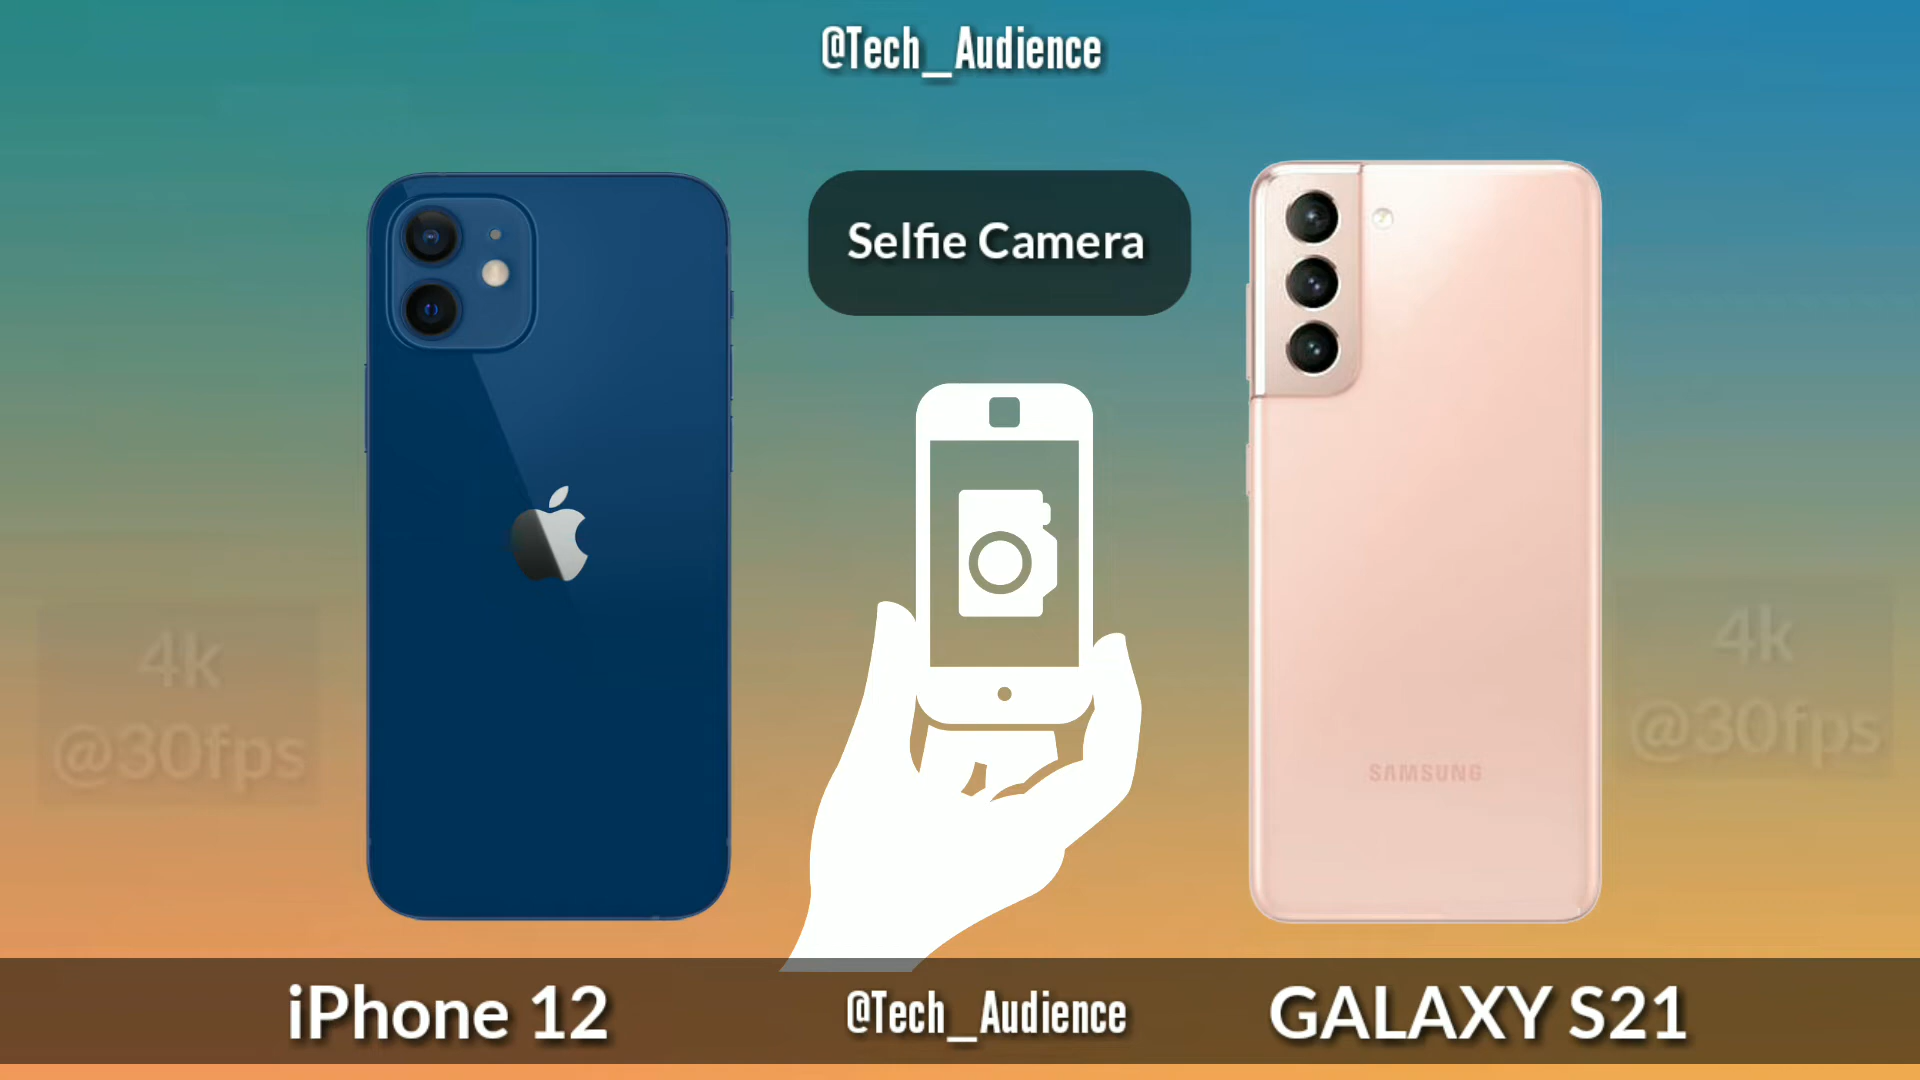 @Tech_Audience
Selfie Camera
4k
@30fps
4k
@30fps
SAMSUNG
iPhone 12
@Tech_Audience
GALAXY S21